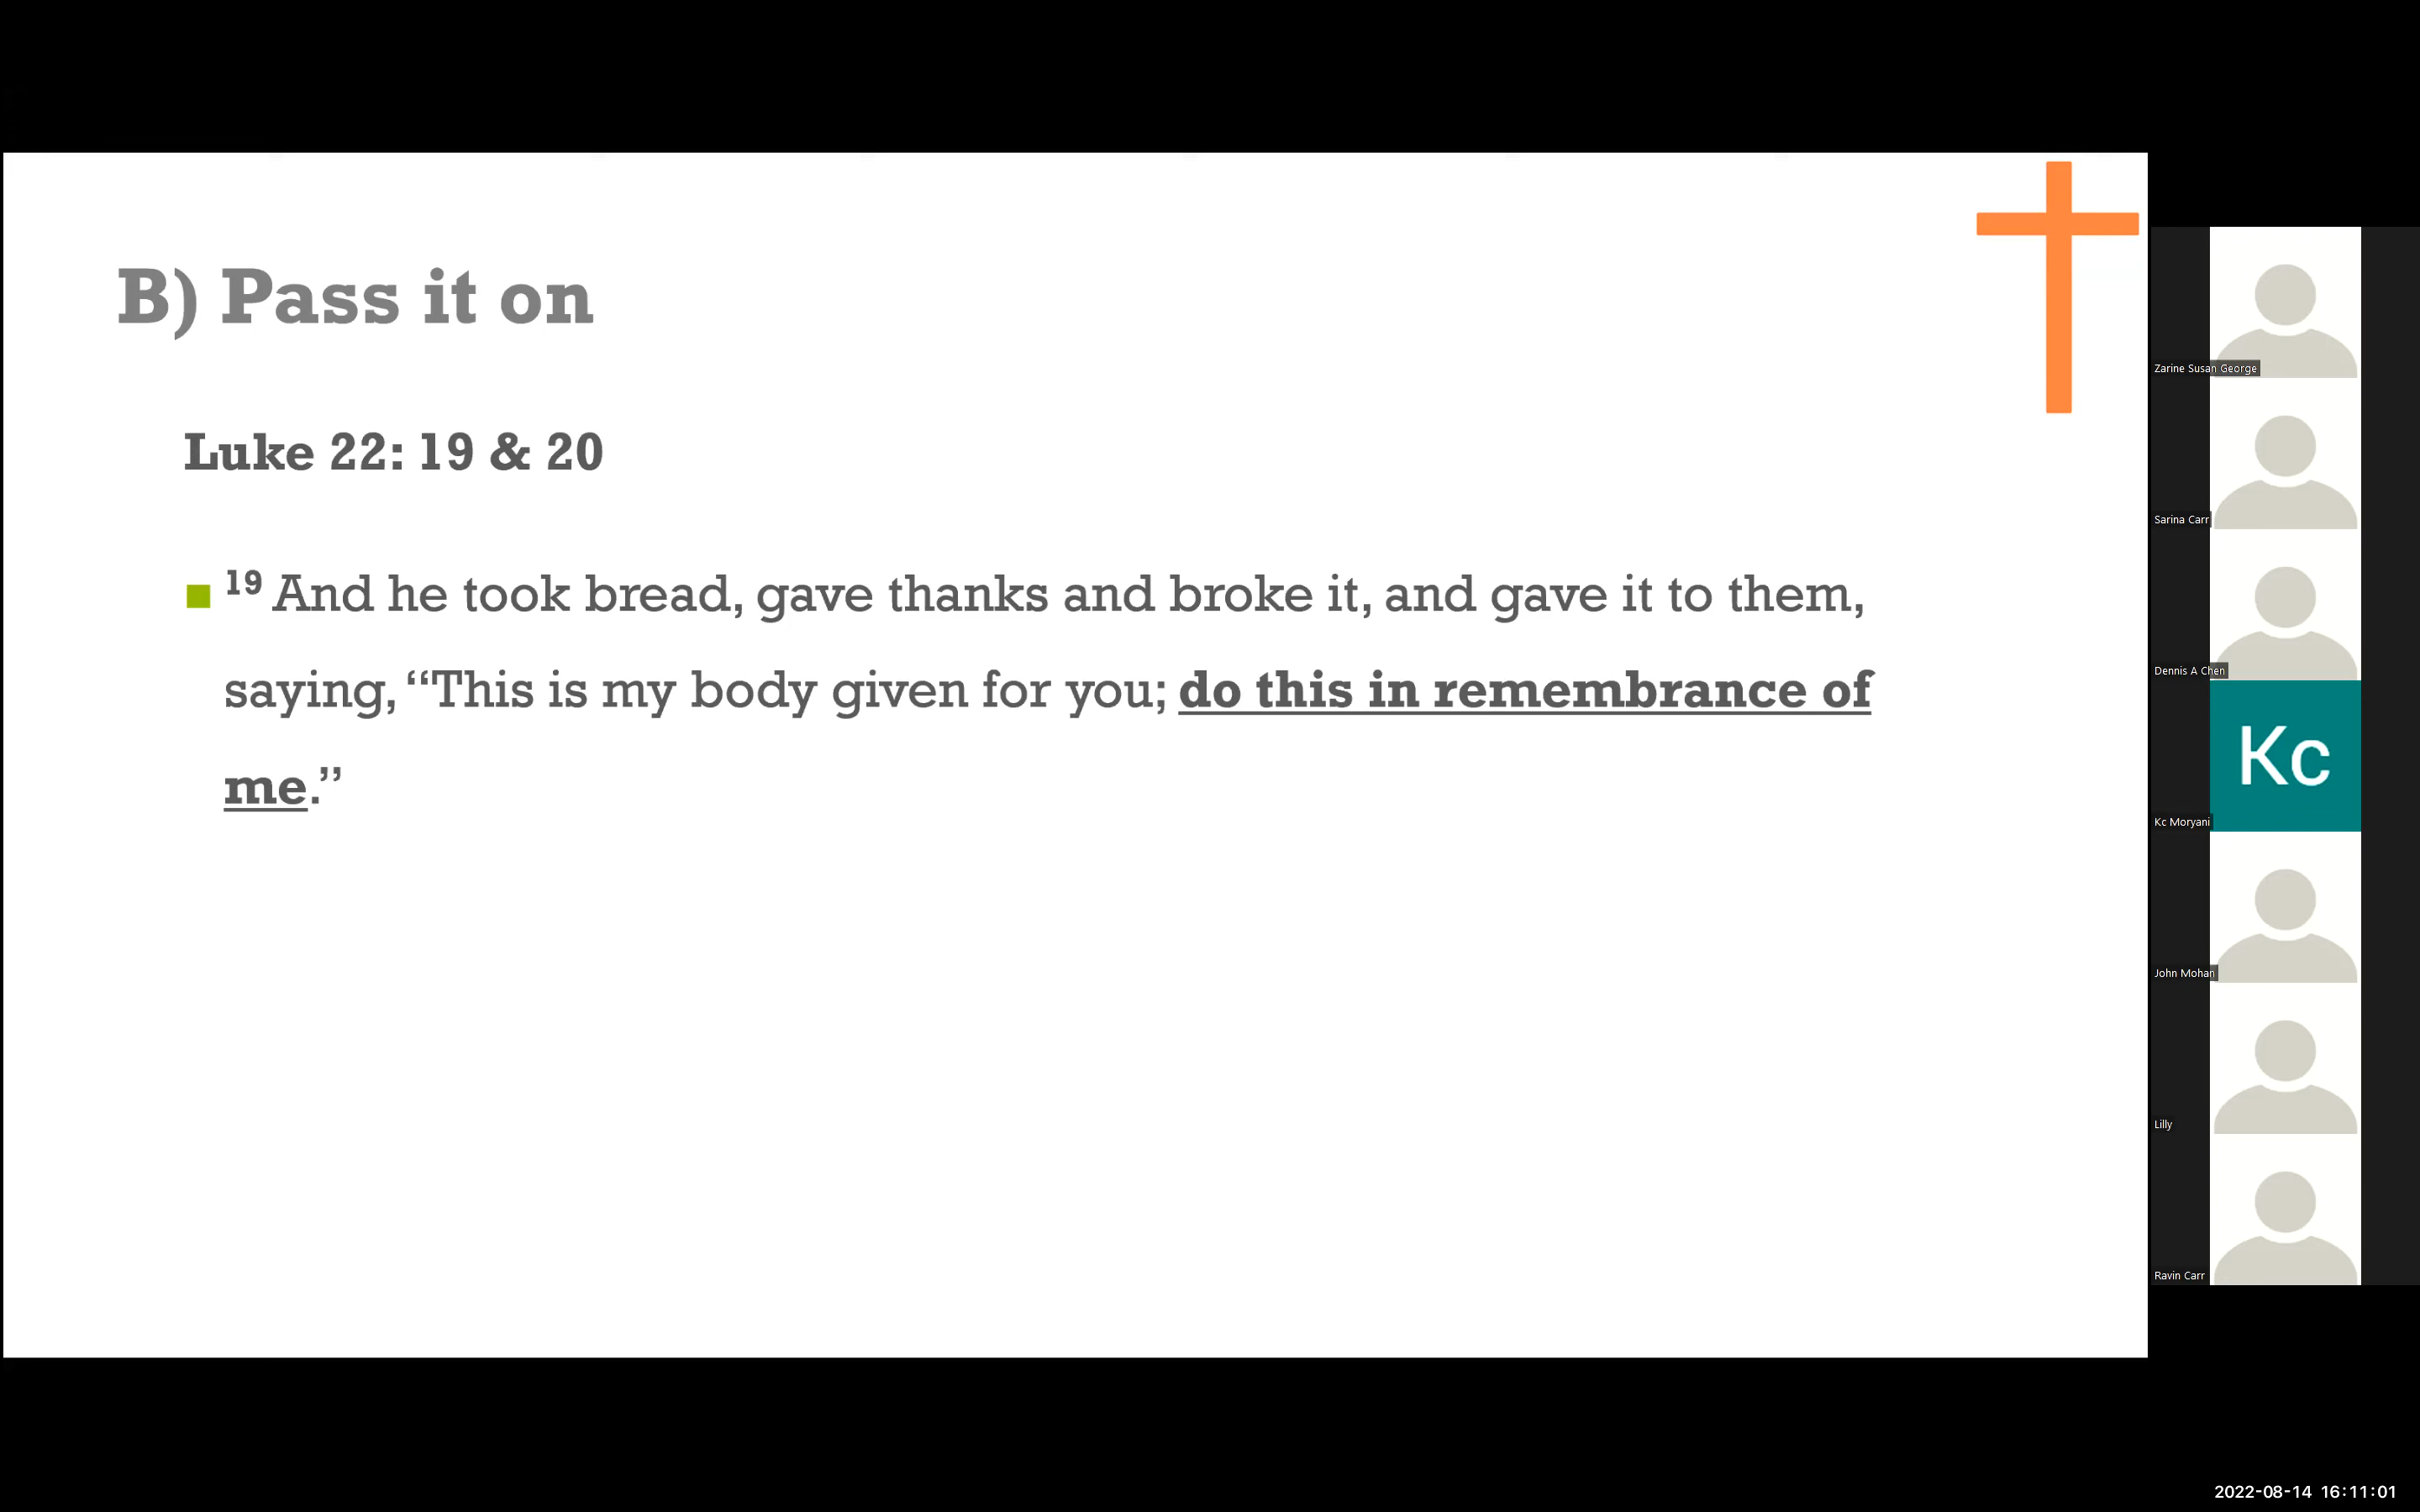 B) Pass it on
Luke 22: 19 & 20
19 And he took bread, gave thanks and broke it, and gave it to them,
saying, “This is my body given for you; do this in remembrance of
me.”
Zarine Susan George
Sarina Carr
Dennis A Chen
Kc
Kc Moryani
John Mohan
Lilly
Ravin Carr
2022-08-14 16:11:01